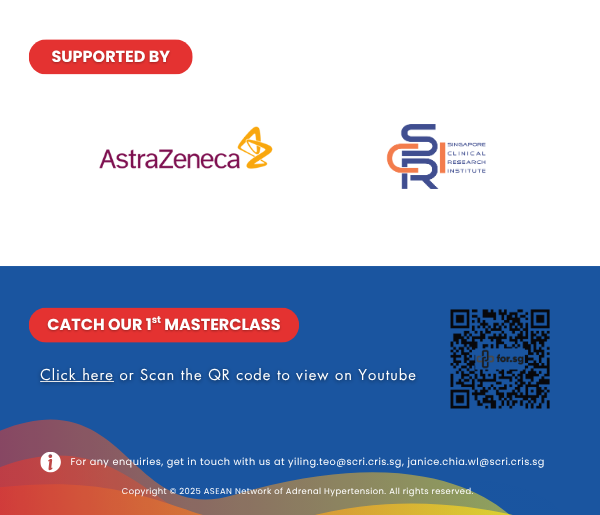 SUPPORTED BY
AstraZeneca
SCRI
SINGAPORE
CLINICAL
RESEARCH
INSTITUTE
CATCH OUR 1st MASTERCLASS
for.sg
Click here or Scan the QR code to view on Youtube
i
For any enquiries, get in touch with us at yiling.teo@scri.cris.sg, janice.chia.wl@scri.cris.sg
Copyright © 2025 ASEAN Network of Adrenal Hypertension. All rights reserved.